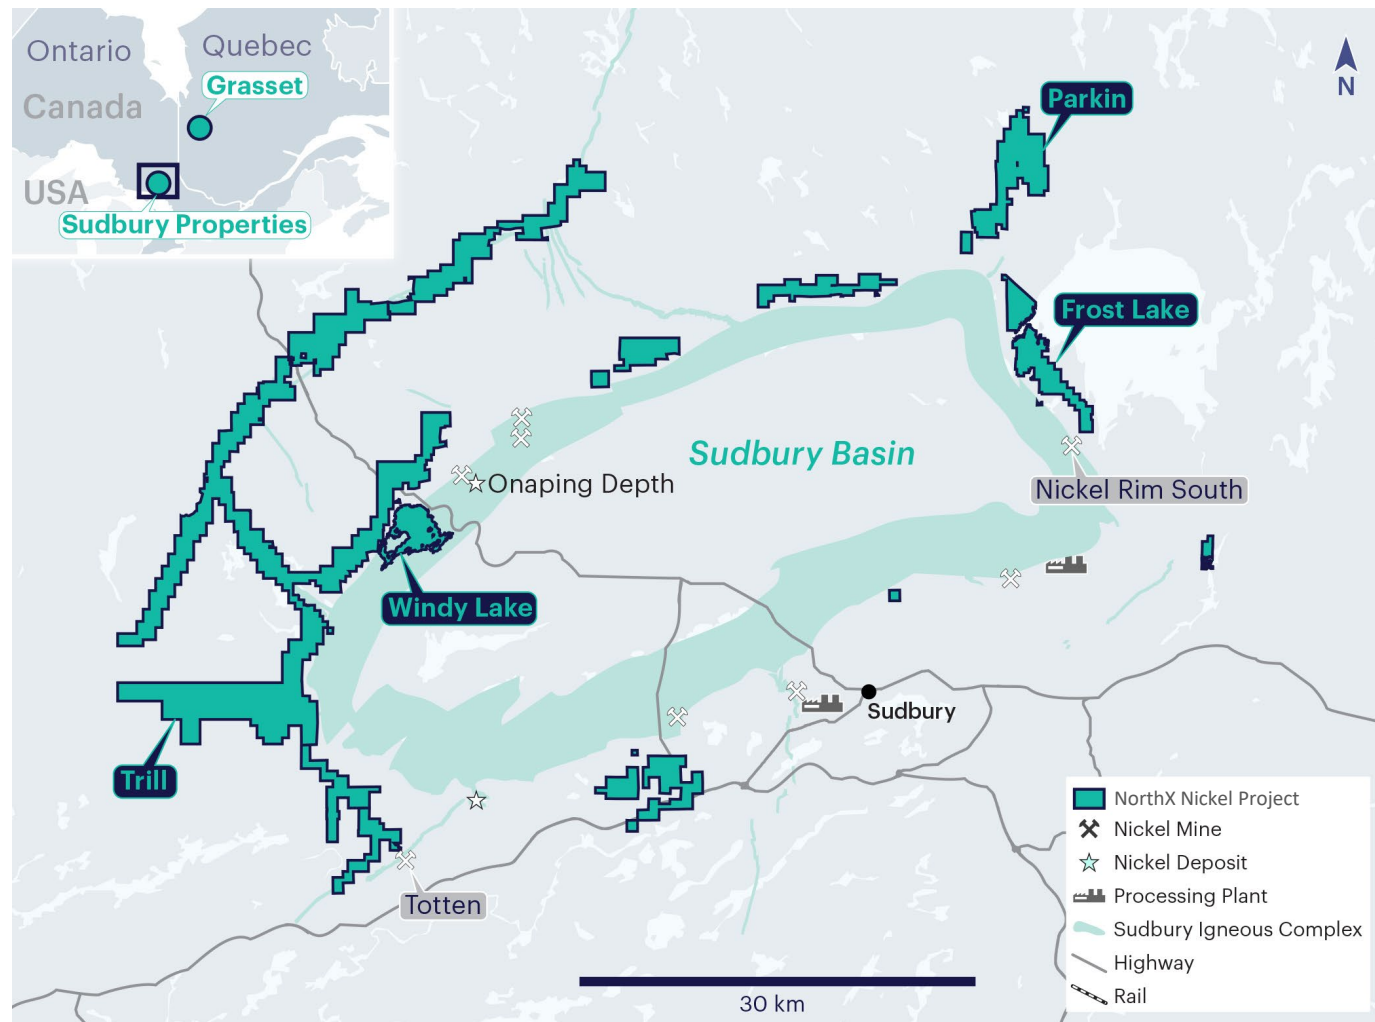 Ontario
Quebec
Grasset
Canada
USA
Sudbury Properties
N
Parkin
Frost Lake
Sudbury Basin
Onaping Depth
Nickel Rim South
Windy Lake
Sudbury
Trill
Totten
NorthX Nickel Project
Nickel Mine
Nickel Deposit
Processing Plant
Sudbury Igneous Complex
Highway
Rail
30 km